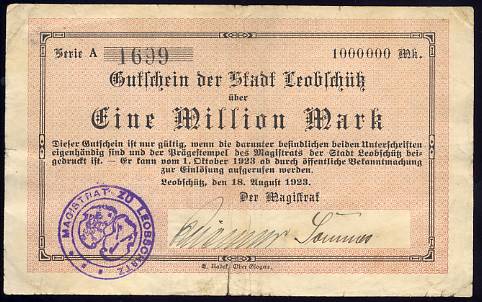 Serie A 1699 1000000 Mk.
Gutschein der Stadt Leobschütz
über
Eine Million Mark
Dieser Gutschein ist nur gültig, wenn die darunter befindlichen beiden Unterschriften
eigenhändig sind und der Prägestempel des Magistrats der Stadt Leobschütz bei-
gedruckt ist. — Er kann vom 1. Oktober 1923 ab durch öffentliche Bekanntmachung
zur Einlösung aufgerufen werden.
Leobschütz, den 18. August 1923.
Der Magistrat
MAGISTRAT ZU LEOBSCHÜTZ
Sommer
Ober Glogau.